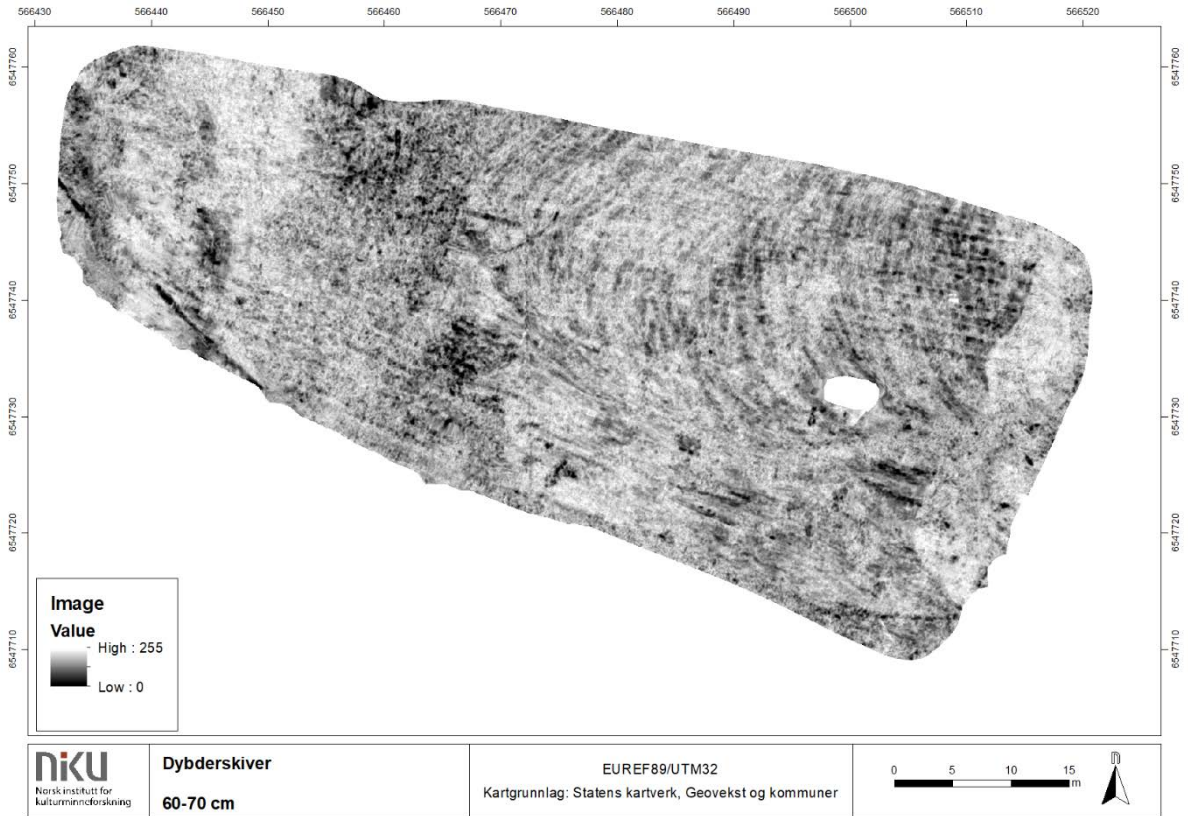 566430 566440 566450 566460 566470 566480 566490 566500 566510 566520
6547760 6547760
6547750 6547750
6547740 6547740
6547730 6547730
6547720 6547720
6547710 6547710
Image
Value
High : 255
Low : 0
NIKU
Norsk institutt for
kulturminneforskning
Dybderskiver
60-70 cm
EUREF89/UTM32
Kartgrunnlag: Statens kartverk, Geovekst og kommuner
0 5 10 15
m
n